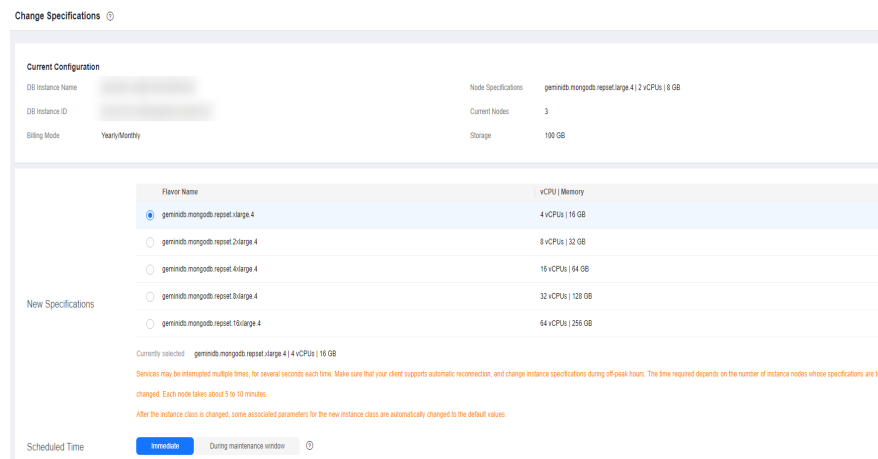 Change Specifications ?
Current Configuration
DB Instance Name
Node Specifications geminidb.mongodb.repset.large.4 | 2 vCPUs | 8 GB
DB Instance ID
Current Nodes 3
Billing Mode Yearly/Monthly
Storage 100 GB
Flavor Name vCPU | Memory
geminidb.mongodb.repset.xlarge.4 4 vCPUs | 16 GB
geminidb.mongodb.repset.2xlarge.4 8 vCPUs | 32 GB
geminidb.mongodb.repset.4xlarge.4 16 vCPUs | 64 GB
New Specifications
geminidb.mongodb.repset.8xlarge.4 32 vCPUs | 128 GB
geminidb.mongodb.repset.16xlarge.4 64 vCPUs | 256 GB
Currently selected geminidb.mongodb.repset.xlarge.4 | 4 vCPUs | 16 GB
Services may be interrupted multiple times, for several seconds each time. Make sure that your client supports automatic reconnection, and change instance specifications during off-peak hours. The time required depends on the number of instance nodes whose specifications are
changed. Each node takes about 5 to 10 minutes.
After the instance class is changed, some associated parameters for the new instance class are automatically changed to the default values.
Scheduled Time Immediate During maintenance window ?